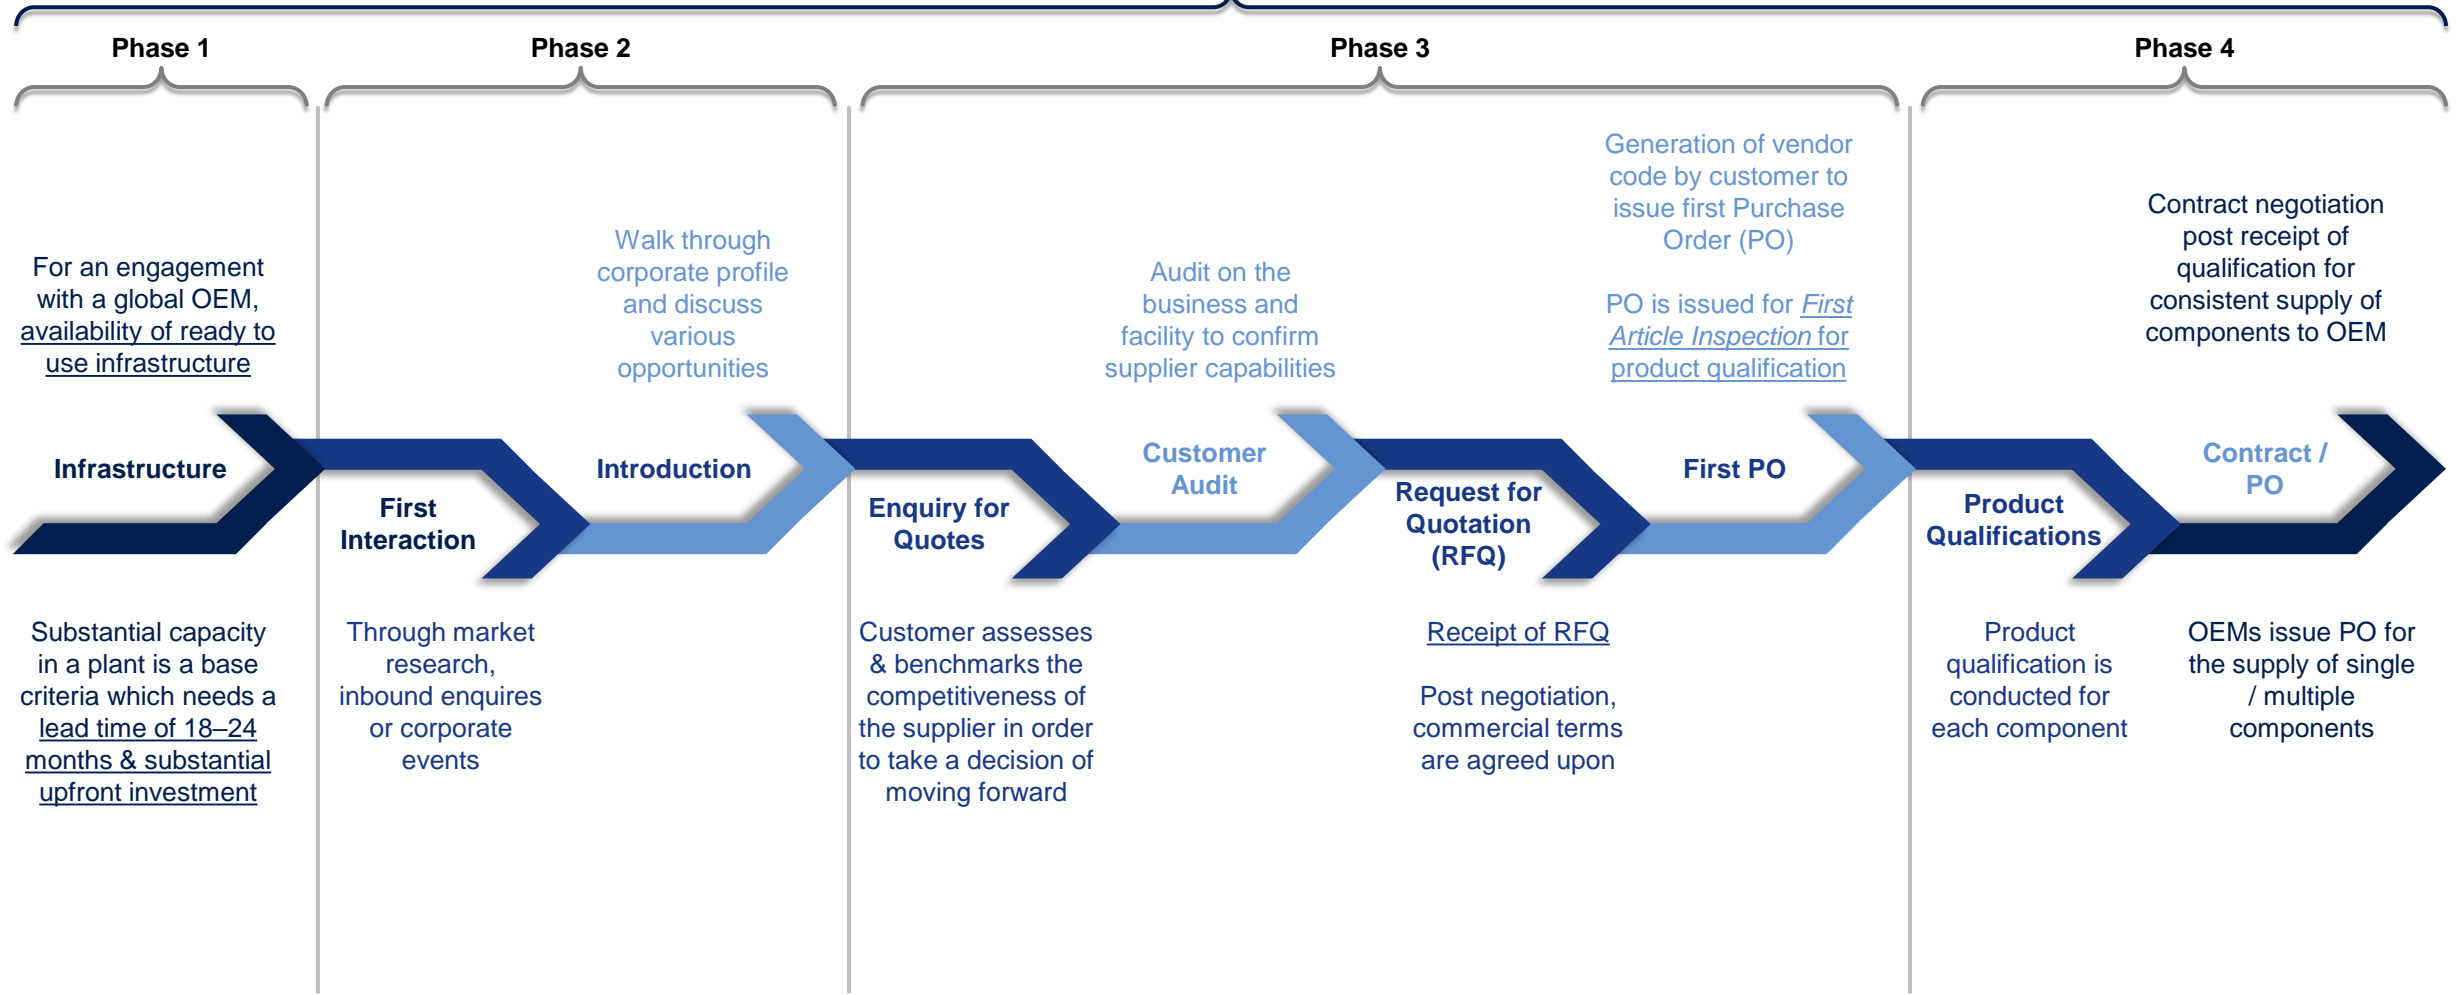 Phase 1
Phase 2
Phase 3
Phase 4
For an engagement
with a global OEM,
availability of ready to
use infrastructure
Walk through
corporate profile
and discuss
various
opportunities
Audit on the
business and
facility to confirm
supplier capabilities
Generation of vendor
code by customer to
issue first Purchase
Order (PO)
PO is issued for First
Article Inspection for
product qualification
Contract negotiation
post receipt of
qualification for
consistent supply of
components to OEM
Infrastructure
First
Interaction
Introduction
Enquiry for
Quotes
Customer
Audit
Request for
Quotation
(RFQ)
First PO
Product
Qualifications
Contract /
PO
Substantial capacity
in a plant is a base
criteria which needs a
lead time of 18–24
months & substantial
upfront investment
Through market
research,
inbound enquires
or corporate
events
Customer assesses
& benchmarks the
competitiveness of
the supplier in order
to take a decision of
moving forward
Receipt of RFQ
Post negotiation,
commercial terms
are agreed upon
Product
qualification is
conducted for
each component
OEMs issue PO for
the supply of single
/ multiple
components